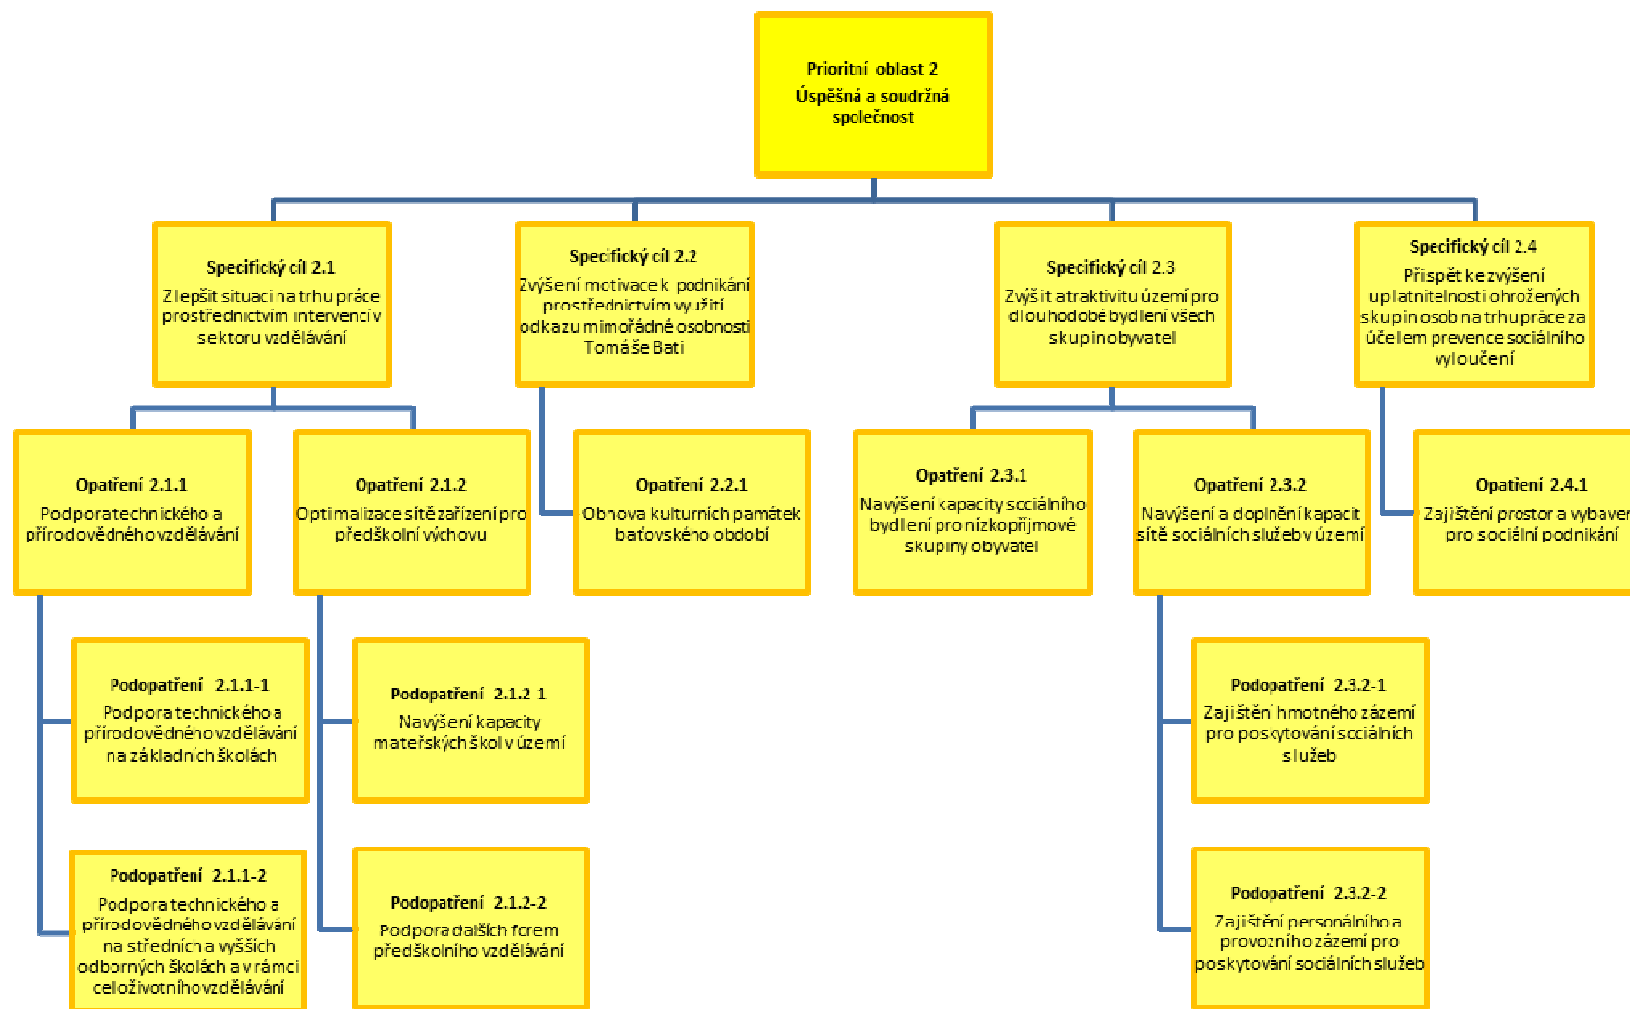 Prioritní oblast 2
Úspěšná a soudržná
společnost
Specifický cíl 2.1
Zlepšit situaci na trhu práce
prostřednictvím intervencí v
sektoru vzdělávání
Specifický cíl 2.2
Zvýšení motivace k podnikání
prostřednictvím využití
odkazu mimořádné osobnosti
Tomáše Bati
Specifický cíl 2.3
Zvýšit atraktivitu území pro
dlouhodobé bydlení všech
skupin obyvatel
Specifický cíl 2.4
Přispět ke zvýšení
uplatnitelnosti ohrožených
skupin osob na trhu práce za
účelem prevence sociálního
vyloučení
Opatření 2.1.1
Podpora technického a
přírodovědného vzdělávání
Opatření 2.1.2
Optimalizace sítě zařízení pro
předškolní výchovu
Opatření 2.2.1
Obnova kulturních památek
baťovského období
Opatření 2.3.1
Navýšení kapacity sociálního
bydlení pro nízkopříjmové
skupiny obyvatel
Opatření 2.3.2
Navýšení a doplnění kapacit
sítě sociálních služeb v území
Opatření 2.4.1
Zajištění prostor a vybaven
pro sociální podnikání
Podopatření 2.1.1-1
Podpora technického a
přírodovědného vzdělávání
na základních školách
Podopatření 2.1.2-1
Navýšení kapacity
mateřských škol v území
Podopatření 2.3.2-1
Zajištění hmotného zázemí
pro poskytování sociálních
služeb
Podopatření 2.1.1-2
Podpora technického a
přírodovědného vzdělávání
na středních a vyšších
odborných školách a v rámci
celoživotního vzdělávání
Podopatření 2.1.2-2
Podpora dalších forem
předškolního vzdělávání
Podopatření 2.3.2-2
Zajištění personálního a
provozního zázemí pro
poskytování sociálních služeb